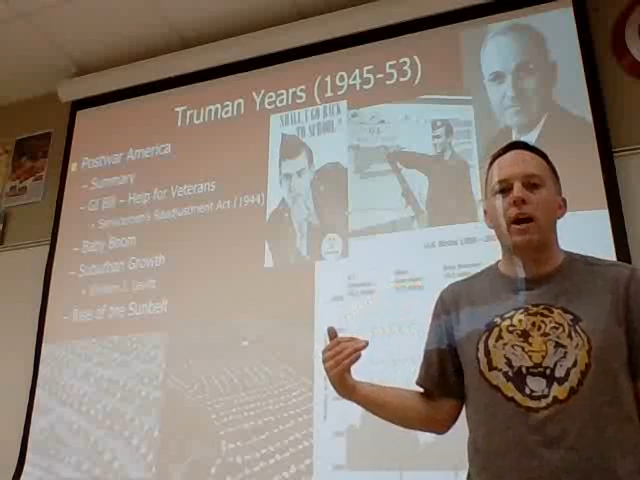 Truman Years (1945-53)
Postwar America
– Summary
– GI Bill – Help for Veterans
Servicemen's Readjustment Act (1944)
– Baby Boom
– Suburban Growth
William J. Levitt
– Rise of the Sunbelt
SHALL I GO BACK
TO SCHOOL
U.S. Births